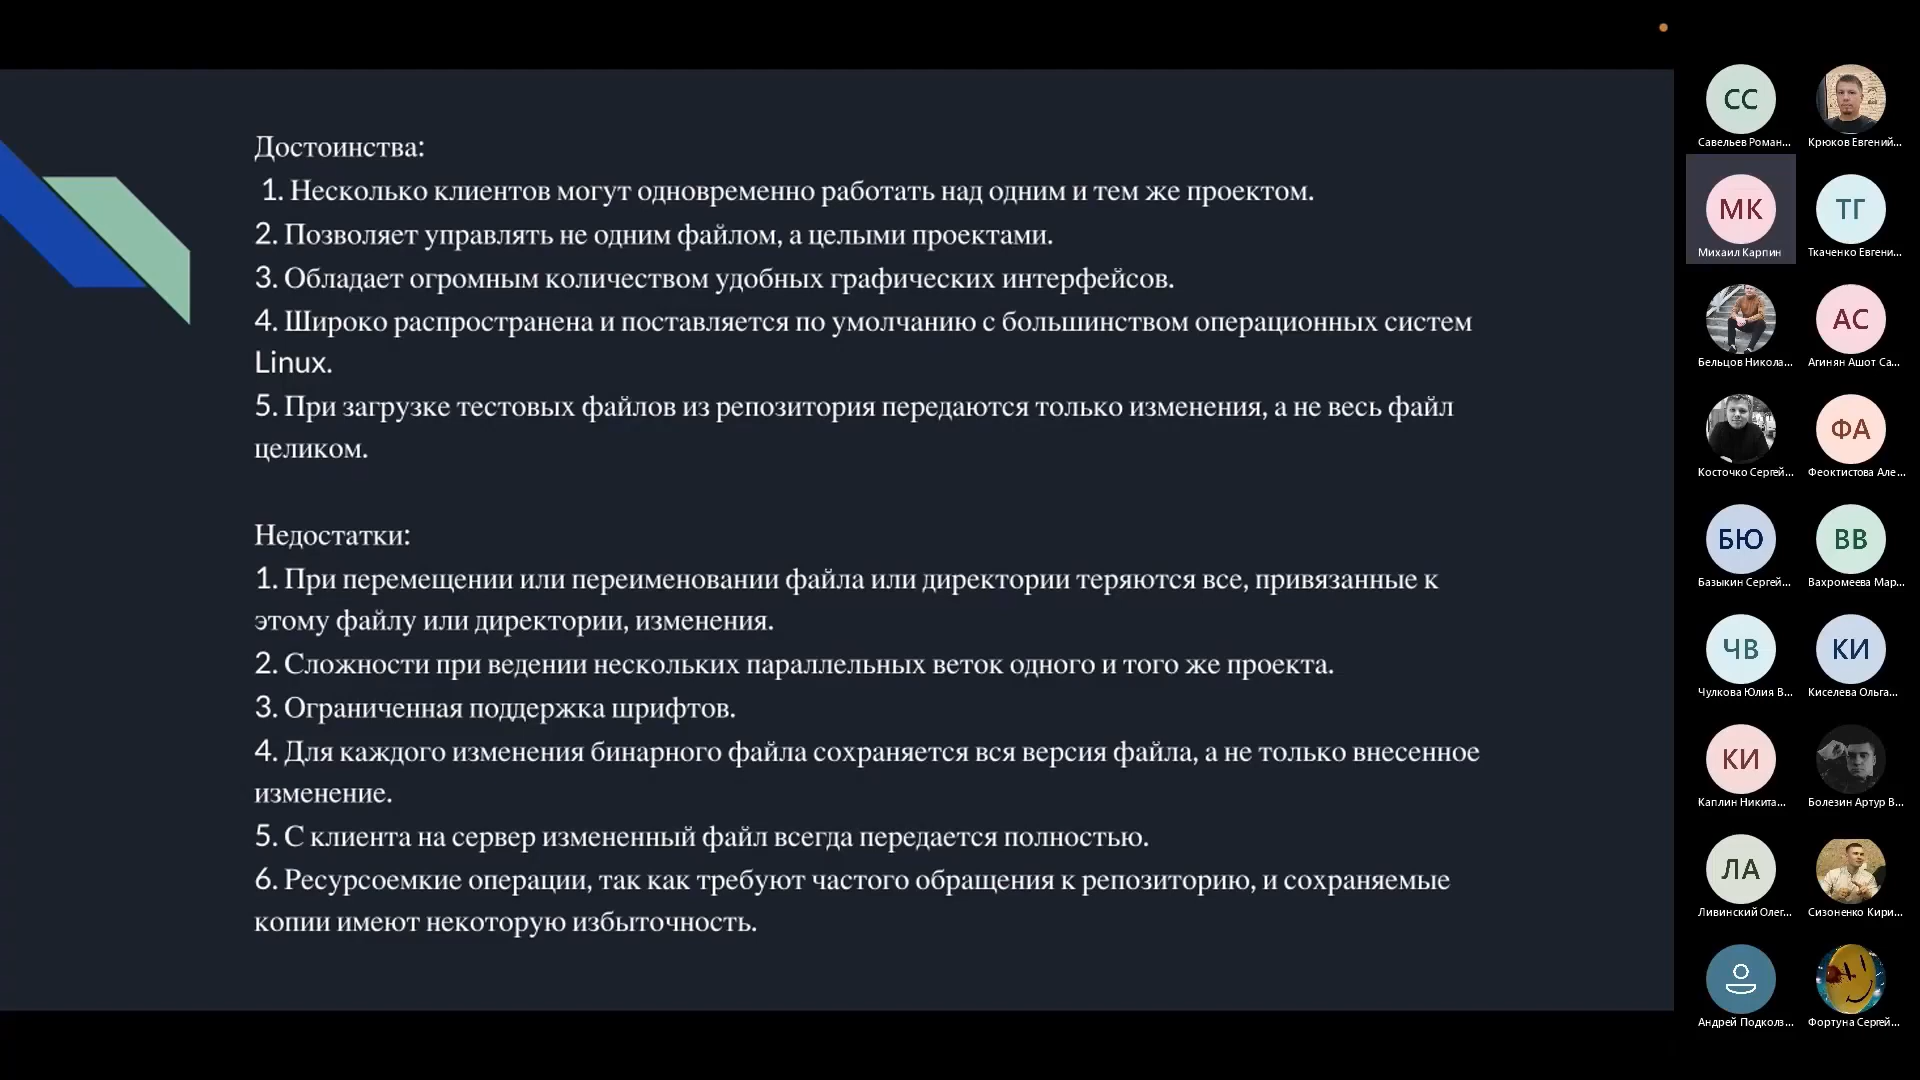 Достоинства:
1. Несколько клиентов могут одновременно работать над одним и тем же проектом.
2. Позволяет управлять не одним файлом, а целыми проектами.
3. Обладает огромным количеством удобных графических интерфейсов.
4. Широко распространена и поставляется по умолчанию с большинством операционных систем
Linux.
5. При загрузке тестовых файлов из репозитория передаются только изменения, а не весь файл
целиком.
Недостатки:
1. При перемещении или переименовании файла или директории теряются все, привязанные к
этому файлу или директории, изменения.
2. Сложности при ведении нескольких параллельных веток одного и того же проекта.
3. Ограниченная поддержка шрифтов.
4. Для каждого изменения бинарного файла сохраняется вся версия файла, а не только внесенное
изменение.
5. С клиента на сервер измененный файл всегда передается полностью.
6. Ресурсоемкие операции, так как требуют частого обращения к репозиторию, и сохраняемые
копии имеют некоторую избыточность.
СС
Савельев Роман...
Крюков Евгений...
МК
Михаил Карпин
ТГ
Ткаченко Евгени...
Бельцов Никола...
АС
Агинян Ашот Са...
Косточко Сергей...
ФА
Феоктистова Але...
БЮ
Базыкин Сергей...
ВВ
Вахромеева Мар...
ЧВ
Чулкова Юлия В...
КИ
Киселева Ольга...
КИ
Каплин Никита...
Болезин Артур В...
ЛА
Ливинский Олег...
Сизоненко Кири...
Андрей Подколз...
Фортуна Сергей...